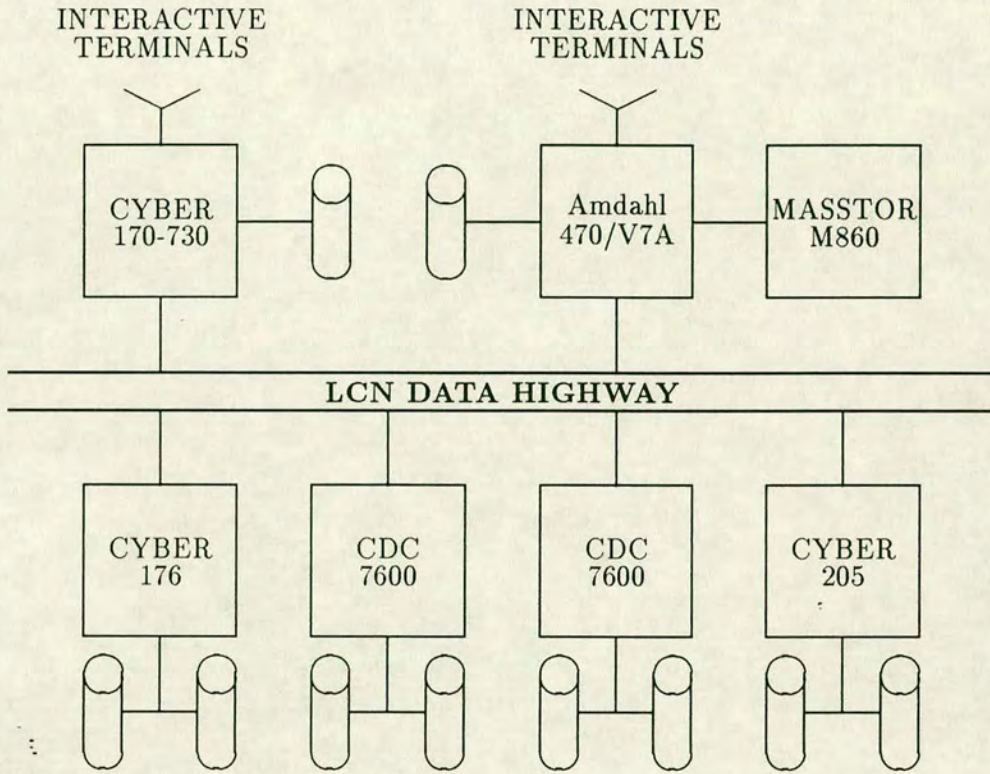 INTERACTIVE
TERMINALS
INTERACTIVE
TERMINALS
CYBER
170-730
Amdahl
470/V7A
MASSTOR
M860
LCN DATA HIGHWAY
CYBER
176
CDC
7600
CDC
7600
CYBER
205